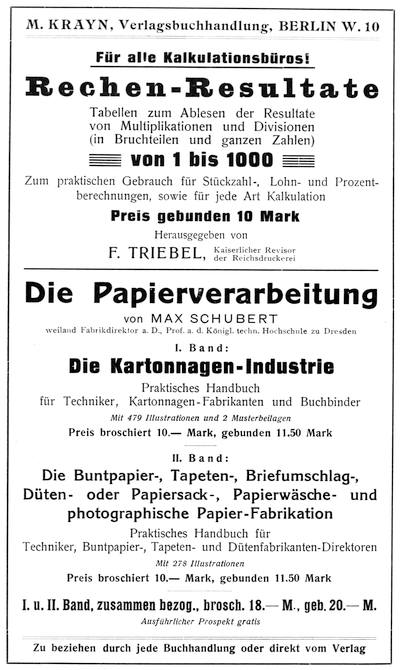 M. KRAYN, Verlagsbuchhandlung, BERLIN W. 10
Für alle Kalkulationsbüros!
Rechen-Resultate
Tabellen zum Ablesen der Resultate
von Multiplikationen und Divisionen
(in Bruchteilen und ganzen Zahlen)
von 1 bis 1000
Zum praktischen Gebrauch für Stückzahl-, Lohn- und Prozent-
berechnungen, sowie für jede Art Kalkulation
Preis gebunden 10 Mark
Herausgegeben von
F. TRIEBEL, Kaiserlicher Revisor
der Reichsdruckerei
Die Papierverarbeitung
von MAX SCHUBERT
weiland Fabrikdirektor a. D., Prof. a. d. Königl. techn. Hochschule zu Dresden
I. Band:
Die Kartonnagen-Industrie
Praktisches Handbuch
für Techniker, Kartonnagen-Fabrikanten und Buchbinder
Mit 479 Illustrationen und 2 Musterbeilagen
Preis broschiert 10.— Mark, gebunden 11.50 Mark
II. Band:
Die Buntpapier-, Tapeten-, Briefumschlag-,
Düten- oder Papiersack-, Papierwäsche- und
photographische Papier-Fabrikation
Praktisches Handbuch für
Techniker, Buntpapier-, Tapeten- und Dütenfabrikanten-Direktoren
Mit 278 Illustrationen
Preis broschiert 10.— Mark, gebunden 11.50 Mark
I. u. II. Band, zusammen bezog., brosch. 18.— M., geb. 20.— M.
Ausführlicher Prospekt gratis
Zu beziehen durch jede Buchhandlung oder direkt vom Verlag